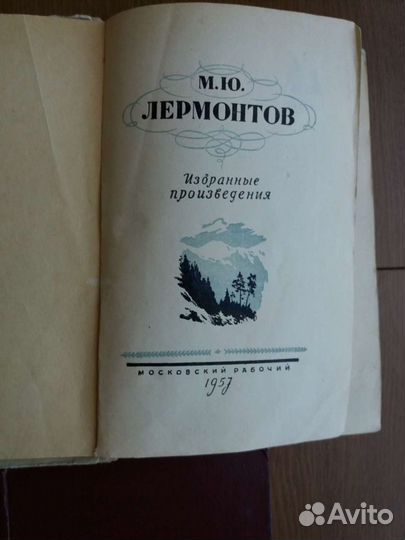 М.Ю.
ЛЕРМОНТОВ
Избранные
произведения
МОСКОВСКИЙ РАБОЧИЙ
1957
Avito